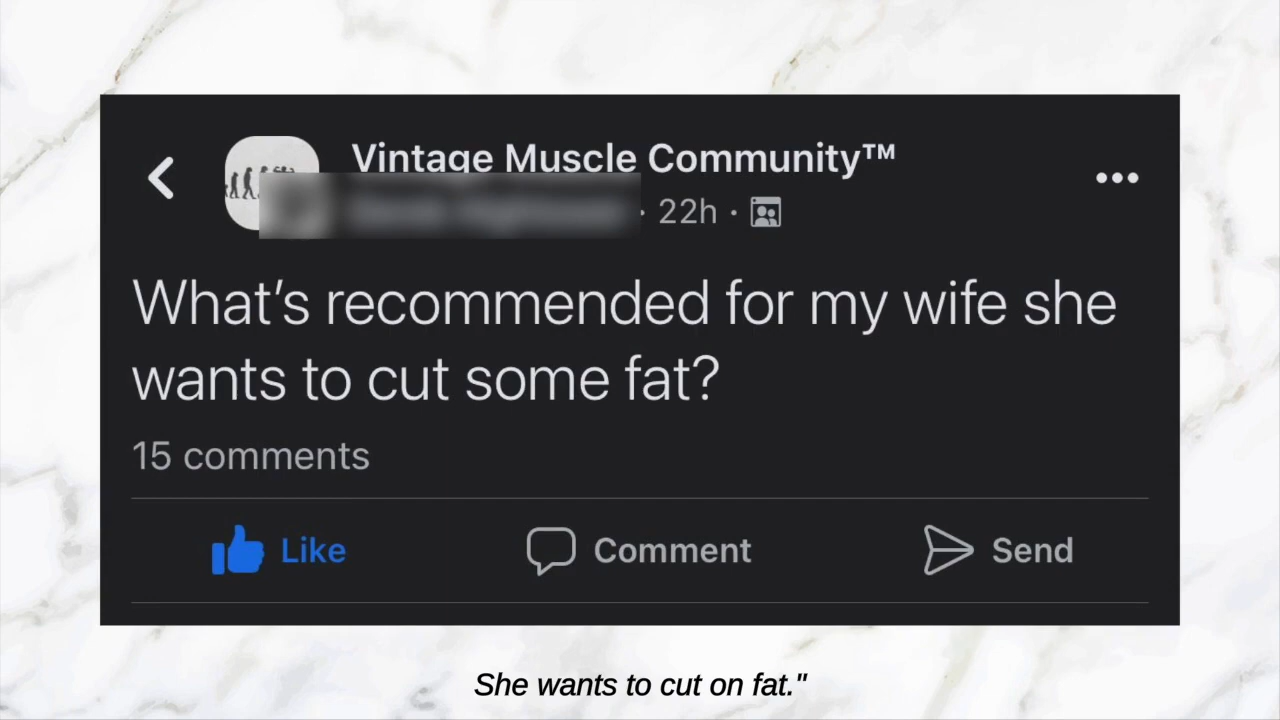 Vintage Muscle Community™
· 22h ·
What's recommended for my wife she
wants to cut some fat?
15 comments
Like
Comment
Send
She wants to cut on fat."